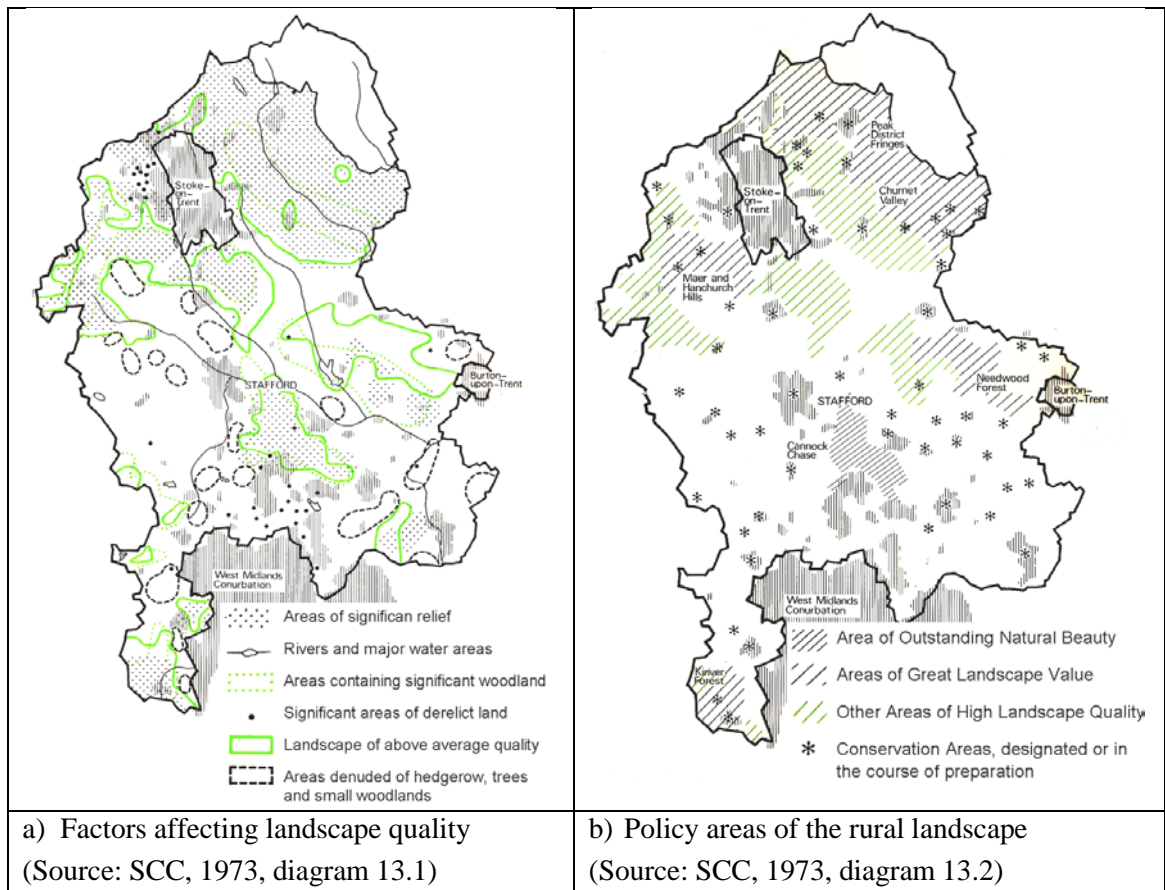 Stoke-
on-
Trent
STAFFORD
Burton-
upon-Trent
West Midlands
Conurbation
Areas of significan relief
Rivers and major water areas
Areas containing significant woodland
Significant areas of derelict land
Landscape of above average quality
Areas denuded of hedgerow, trees
and small woodlands
a) Factors affecting landscape quality
(Source: SCC, 1973, diagram 13.1)
Peak
District
Fringes
Churnet
Valley
Stoke-
on-
Trent
Maer and
Hanchurch
Hills
Needwood
Forest
Burton-
upon-Trent
STAFFORD
Cannock
Chase
West Midlands
Conurbation
Kinver
Forest
Area of Outstanding Natural Beauty
Areas of Great Landscape Value
Other Areas of High Landscape Quality
Conservation Areas, designated or in
the course of preparation
b) Policy areas of the rural landscape
(Source: SCC, 1973, diagram 13.2)